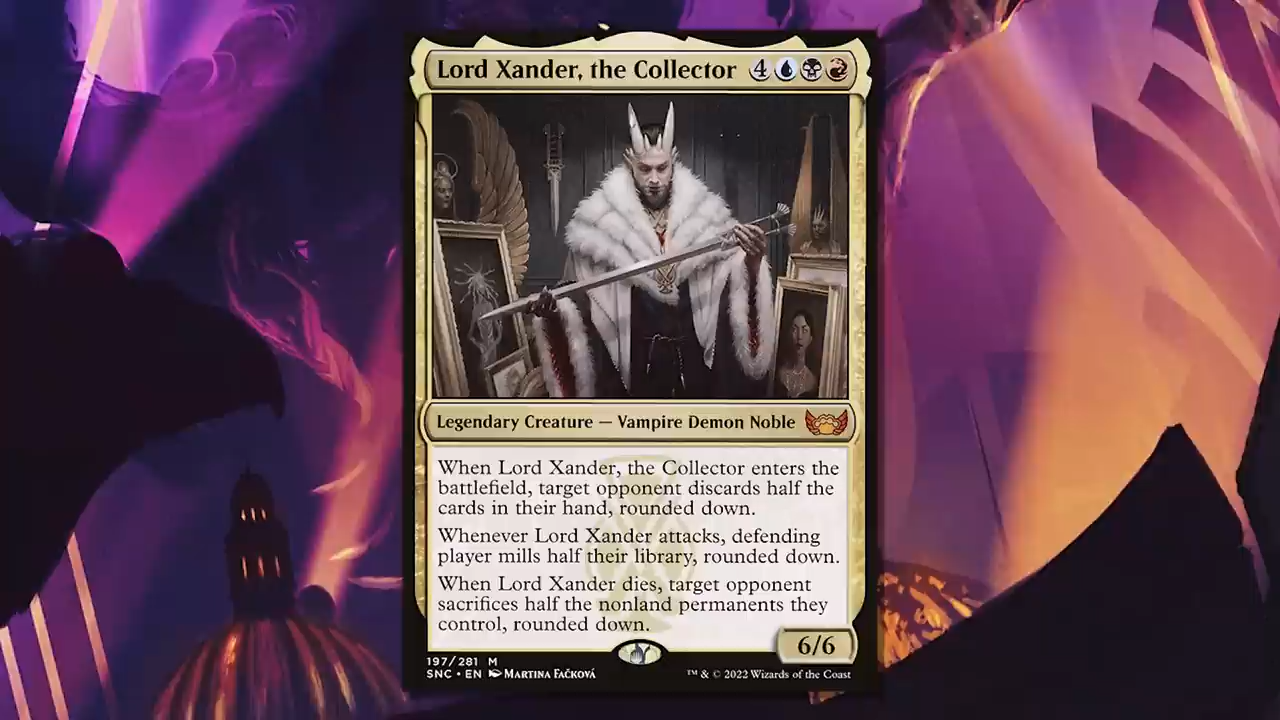 Lord Xander, the Collector 4
Legendary Creature — Vampire Demon Noble
When Lord Xander, the Collector enters the
battlefield, target opponent discards half the
cards in their hand, rounded down.
Whenever Lord Xander attacks, defending
player mills half their library, rounded down.
When Lord Xander dies, target opponent
sacrifices half the nonland permanents they
control, rounded down.
6/6
197/281 M
SNC • EN Martina Fačková
™ & © 2022 Wizards of the Coast